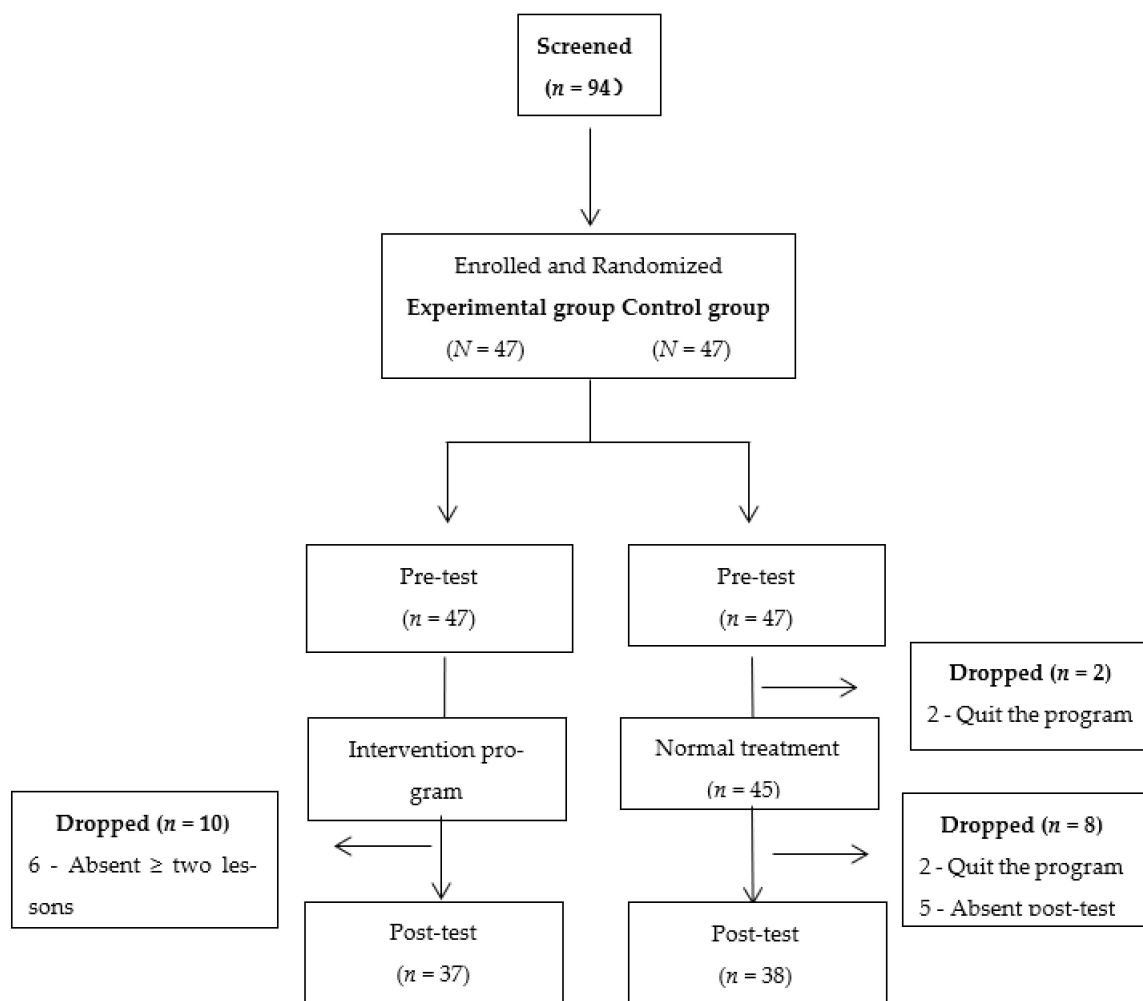 Screened
(n = 94)
Enrolled and Randomized
Experimental group Control group
(N = 47) (N = 47)
Pre-test
(n = 47)
Pre-test
(n = 47)
Dropped (n = 2)
2 - Quit the program
Intervention pro-
gram
Normal treatment
(n = 45)
Dropped (n = 10)
6 - Absent ≥ two les-
sons
Dropped (n = 8)
2 - Quit the program
5 - Absent post-test
Post-test
(n = 37)
Post-test
(n = 38)